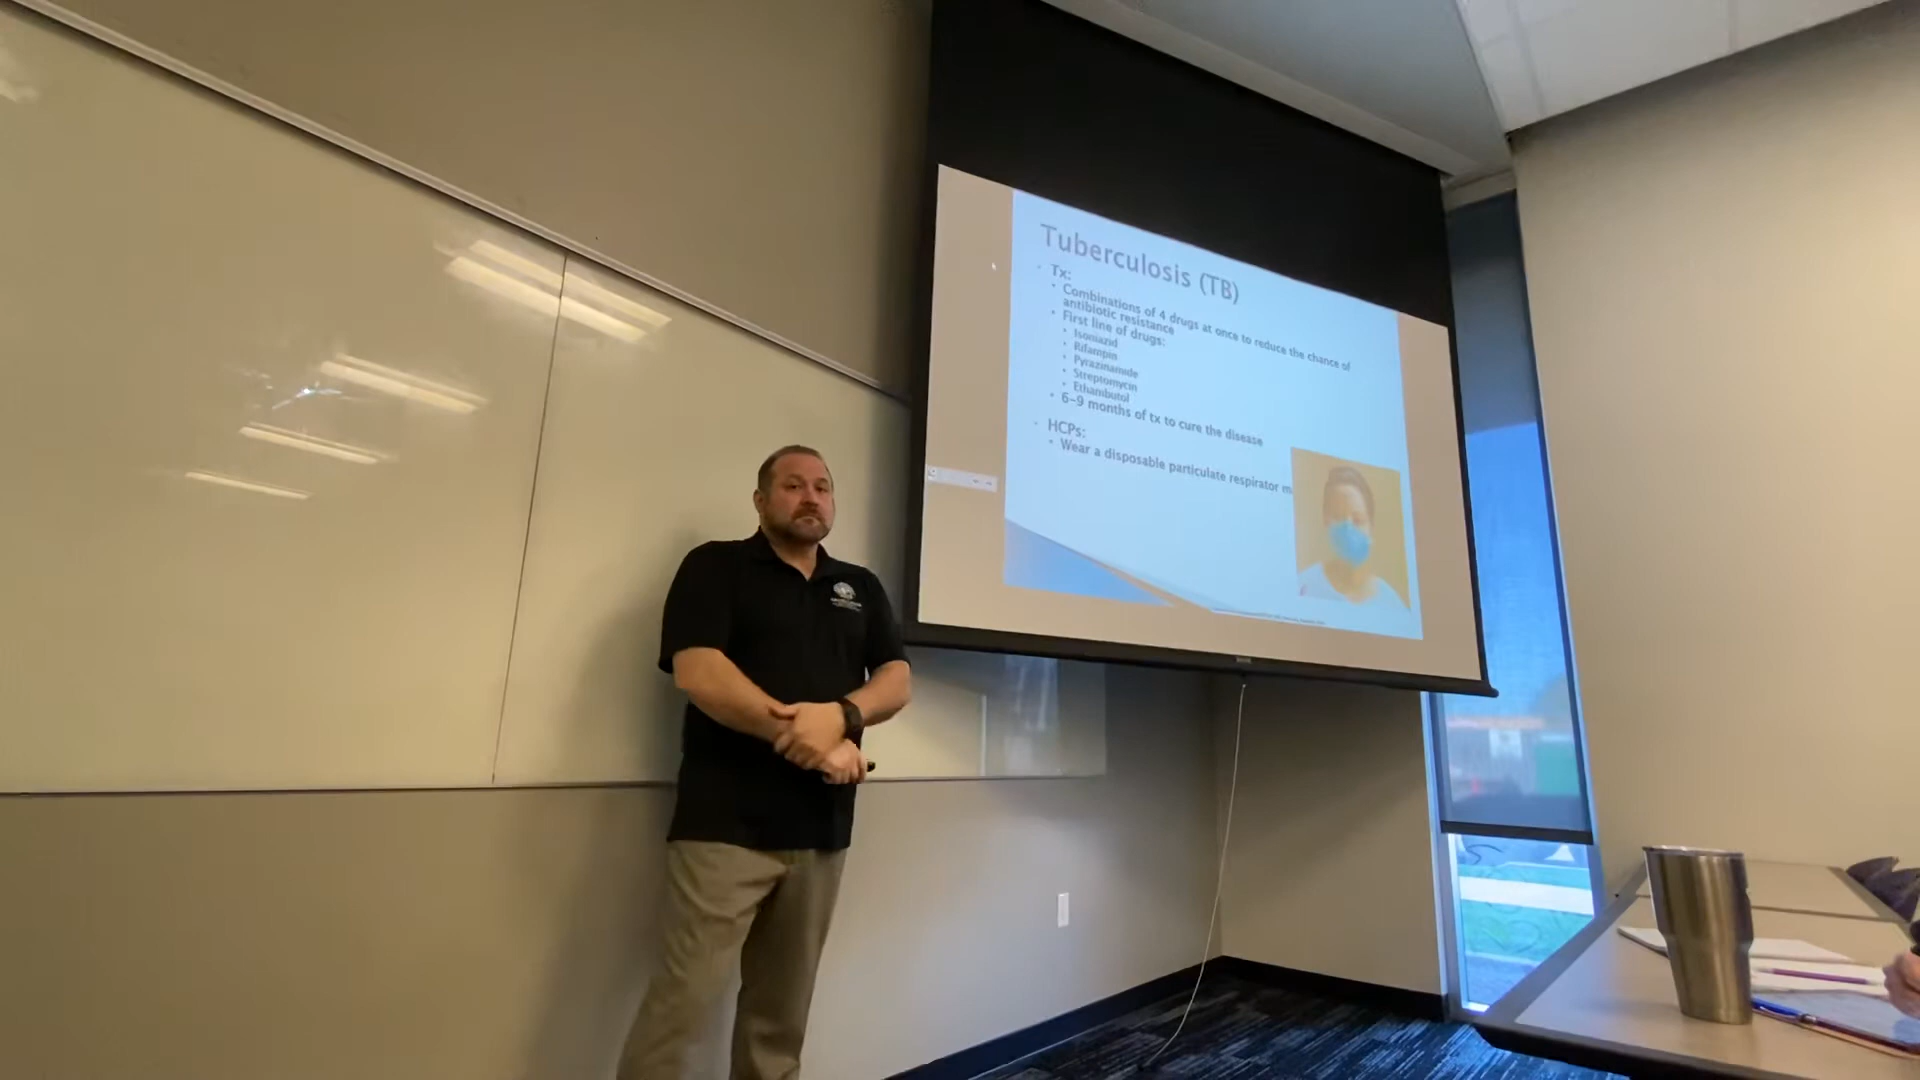 Tuberculosis (TB)
Tx:
Combinations of 4 drugs at once to reduce the chance of
antibiotic resistance
First line of drugs:
Isoniazid
Rifampin
Pyrazinamide
Streptomycin
Ethambutol
6-9 months of tx to cure the disease
HCPs:
Wear a disposable particulate respirator m